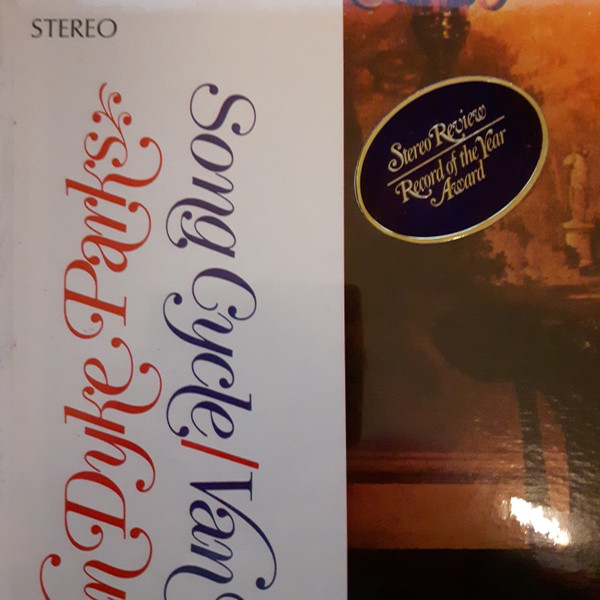 STEREO
Song Cycle/Van
n Dyke Parks
Stereo Review
Record of the Year
Award